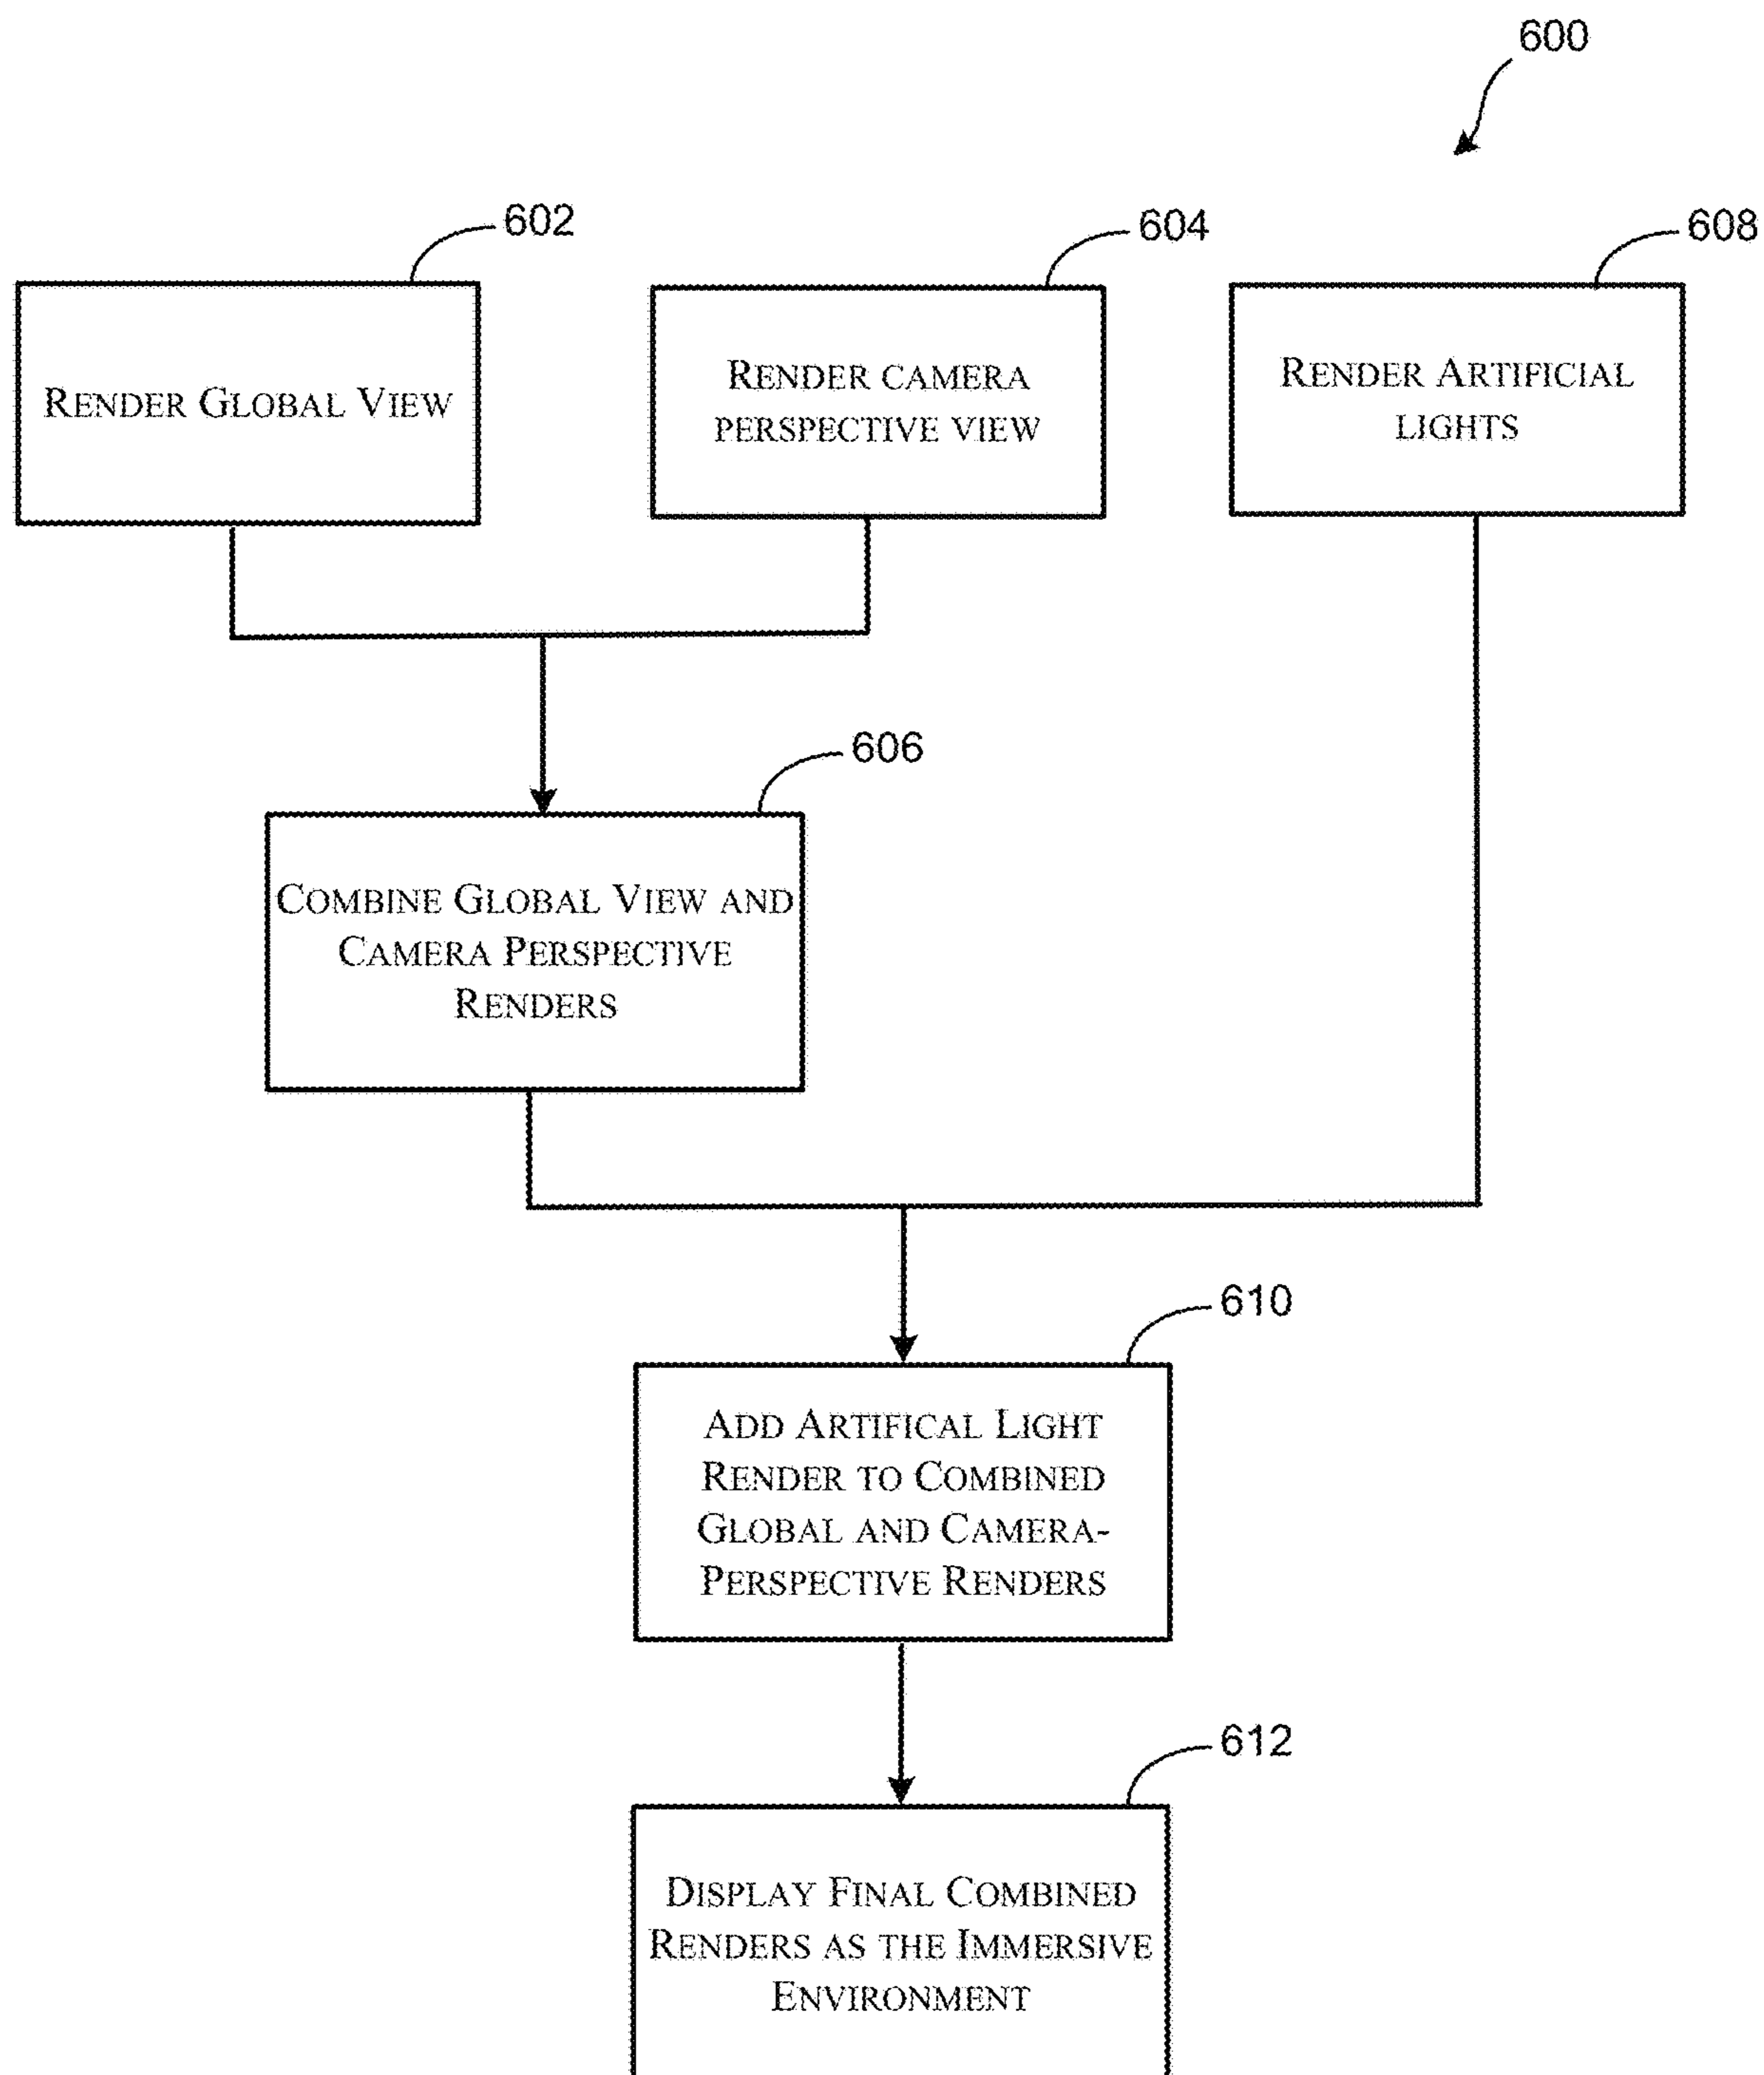 600
602
604
608
RENDER GLOBAL VIEW
RENDER CAMERA
PERSPECTIVE VIEW
RENDER ARTIFICIAL
LIGHTS
606
COMBINE GLOBAL VIEW AND
CAMERA PERSPECTIVE
RENDERS
610
ADD ARTIFICAL LIGHT
RENDER TO COMBINED
GLOBAL AND CAMERA-
PERSPECTIVE RENDERS
612
DISPLAY FINAL COMBINED
RENDERS AS THE IMMERSIVE
ENVIRONMENT